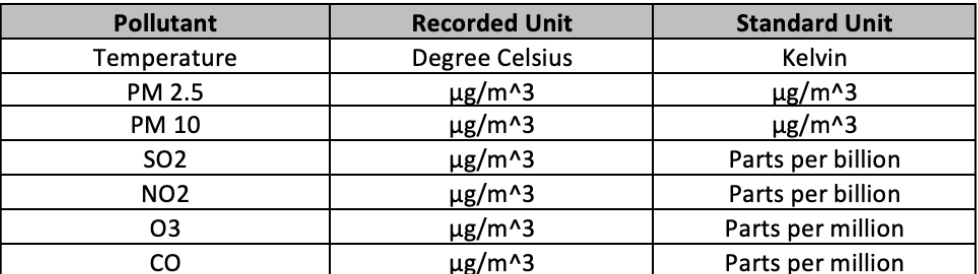 Pollutant Recorded Unit Standard Unit
Temperature Degree Celsius Kelvin
PM 2.5 μg/m^3 μg/m^3
PM 10 μg/m^3 μg/m^3
SO2 μg/m^3 Parts per billion
NO2 μg/m^3 Parts per billion
O3 μg/m^3 Parts per million
CO μg/m^3 Parts per million